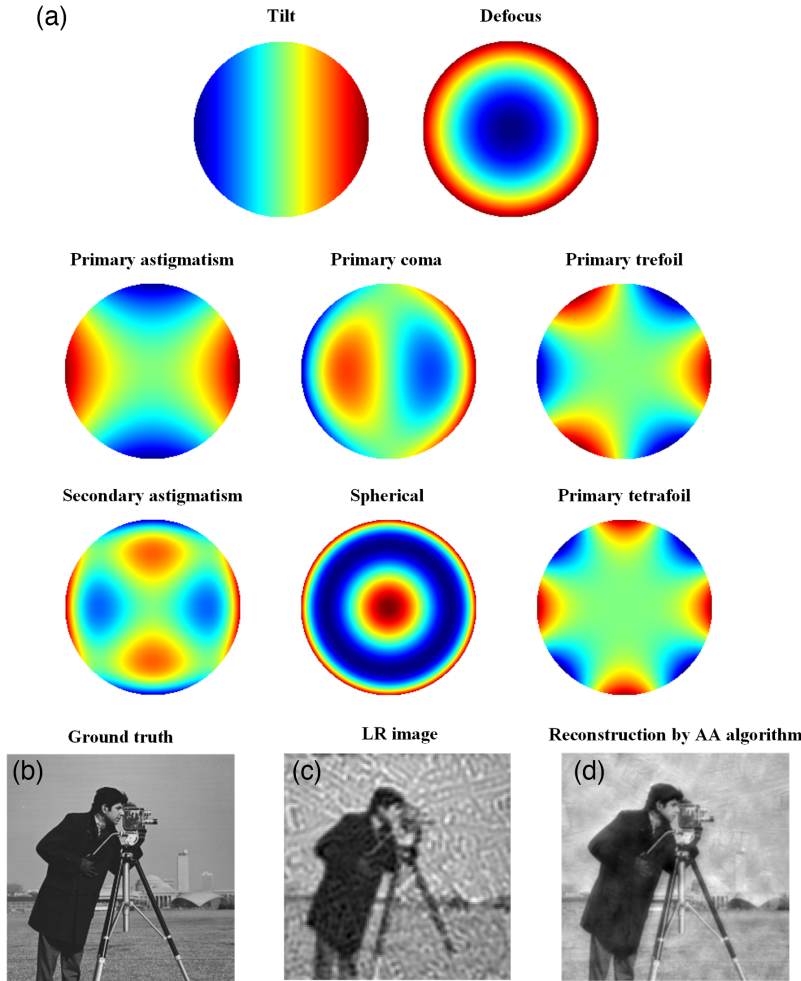 (a)
Tilt
Defocus
Primary astigmatism
Primary coma
Primary trefoil
Secondary astigmatism
Spherical
Primary tetrafoil
Ground truth
LR image
Reconstruction by AA algorithm
(b)
(c)
(d)